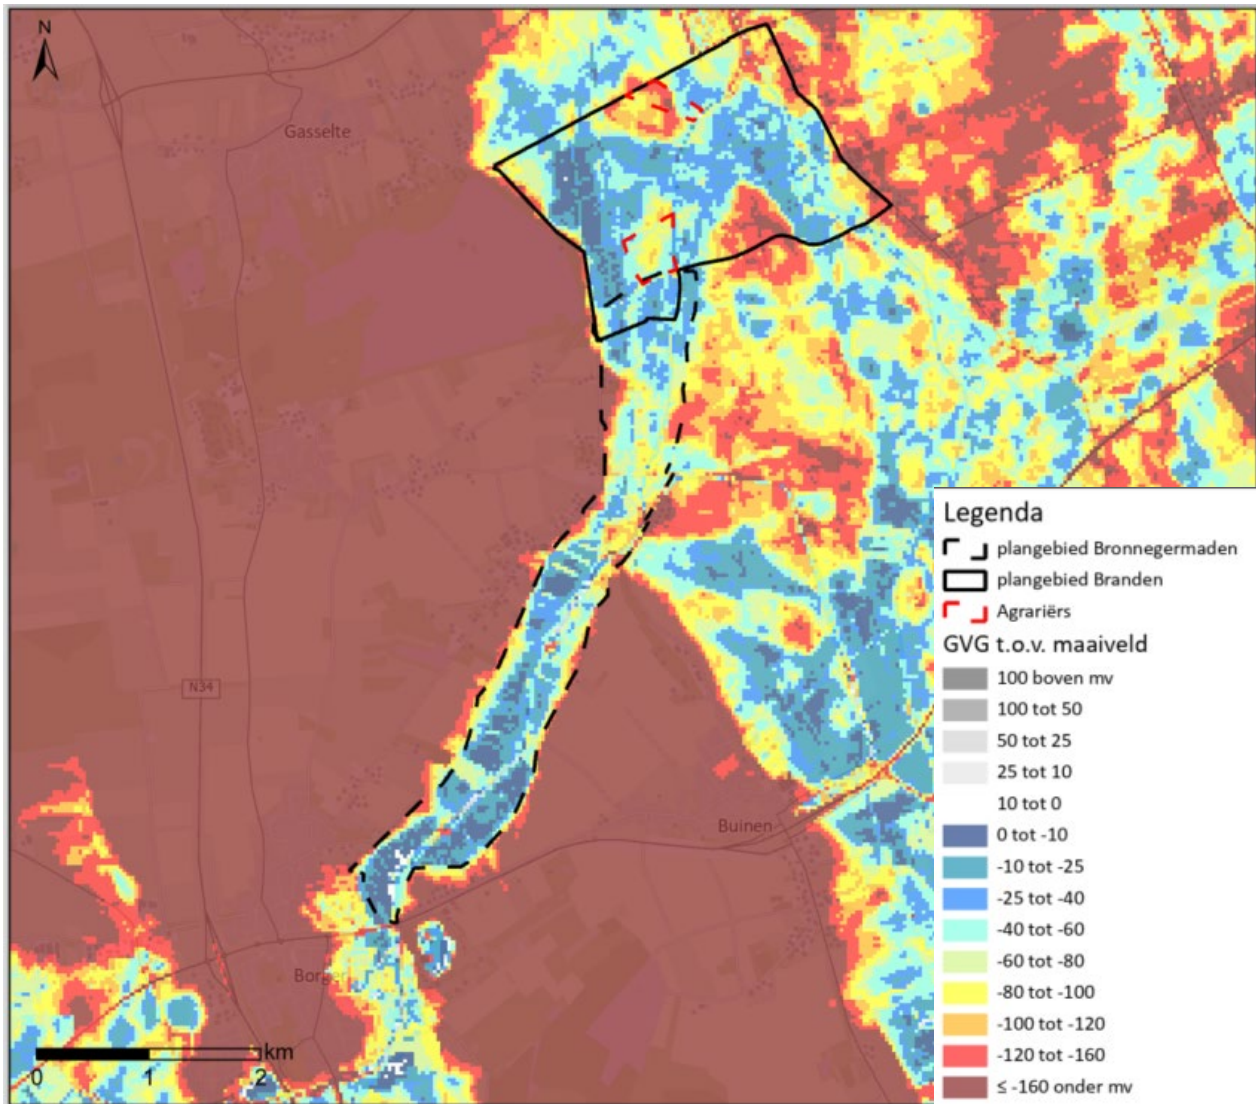 N
Gasselte
N34
Buinen
Borger
km
0 1 2
Legenda
plangebied Bronnegermaden
plangebied Branden
Agrariërs
GVG t.o.v. maaiveld
100 boven mv
100 tot 50
50 tot 25
25 tot 10
10 tot 0
0 tot -10
-10 tot -25
-25 tot -40
-40 tot -60
-60 tot -80
-80 tot -100
-100 tot -120
-120 tot -160
≤ -160 onder mv